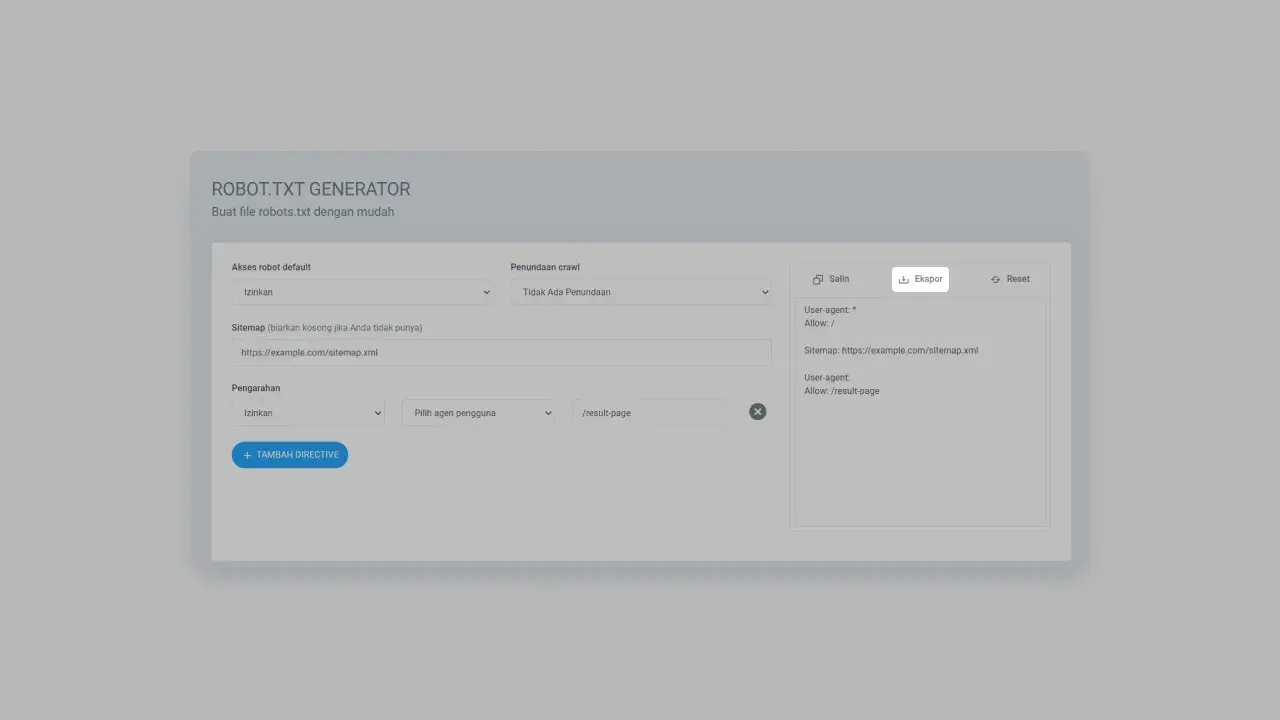 ROBOT.TXT GENERATOR
Buat file robots.txt dengan mudah
Akses robot default
Izinkan
Penundaan crawl
Tidak Ada Penundaan
Sitemap (biarkan kosong jika Anda tidak punya)
https://example.com/sitemap.xml
Pengarahan
Izinkan
Pilih agen pengguna
/result-page
+ TAMBAH DIRECTIVE
Salin
Ekspor
Reset
User-agent: *
Allow: /
Sitemap: https://example.com/sitemap.xml
User-agent:
Allow: /result-page